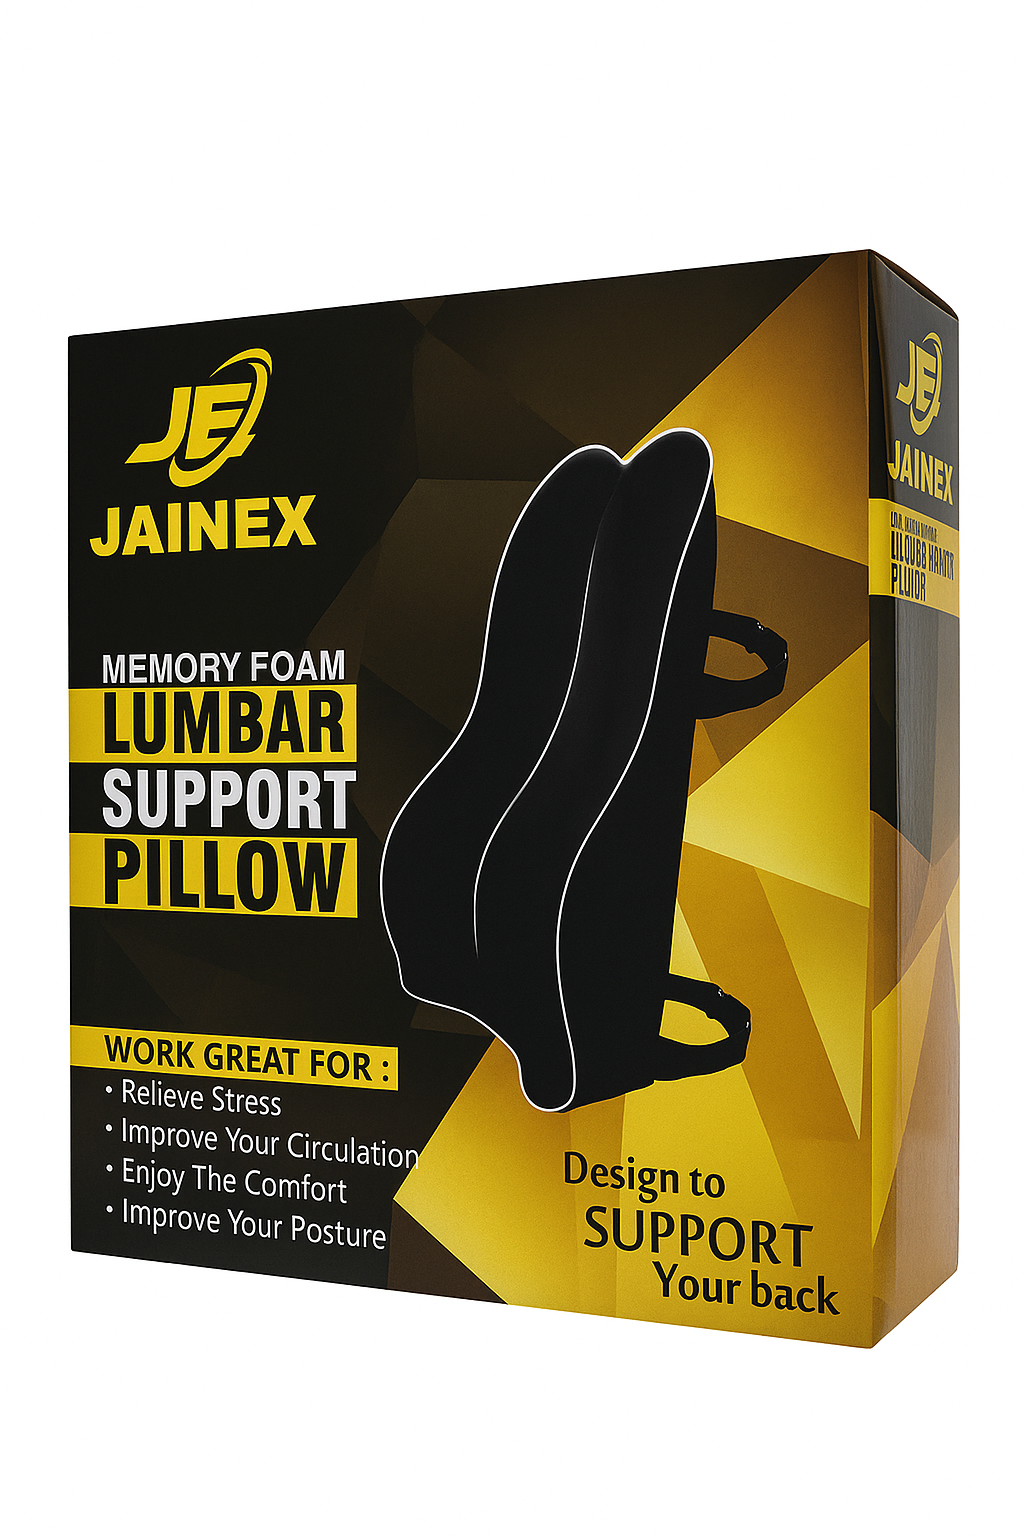 JE
JAINEX
MEMORY FOAM
LUMBAR
SUPPORT
PILLOW
WORK GREAT FOR :
• Relieve Stress
• Improve Your Circulation
• Enjoy The Comfort
• Improve Your Posture
Design to
SUPPORT
Your back
JE
JAINEX